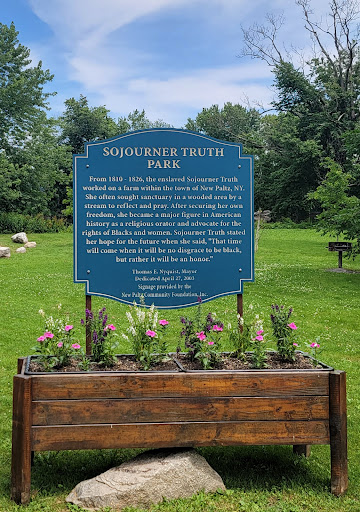 SOJOURNER TRUTH
PARK
From 1810 - 1826, the enslaved Sojourner Truth
worked on a farm within the town of New Paltz, NY.
She often sought sanctuary in a wooded area by a
stream to reflect and pray. After securing her own
freedom, she became a major figure in American
history as a religious orator and advocate for the
rights of Blacks and women. Sojourner Truth stated
her hope for the future when she said, "That time
will come when it will be no disgrace to be black,
but rather it will be an honor."
Thomas E. Nyquist, Mayor
Dedicated April 27, 2003
Signage provided by the
New Paltz Community Foundation, Inc.